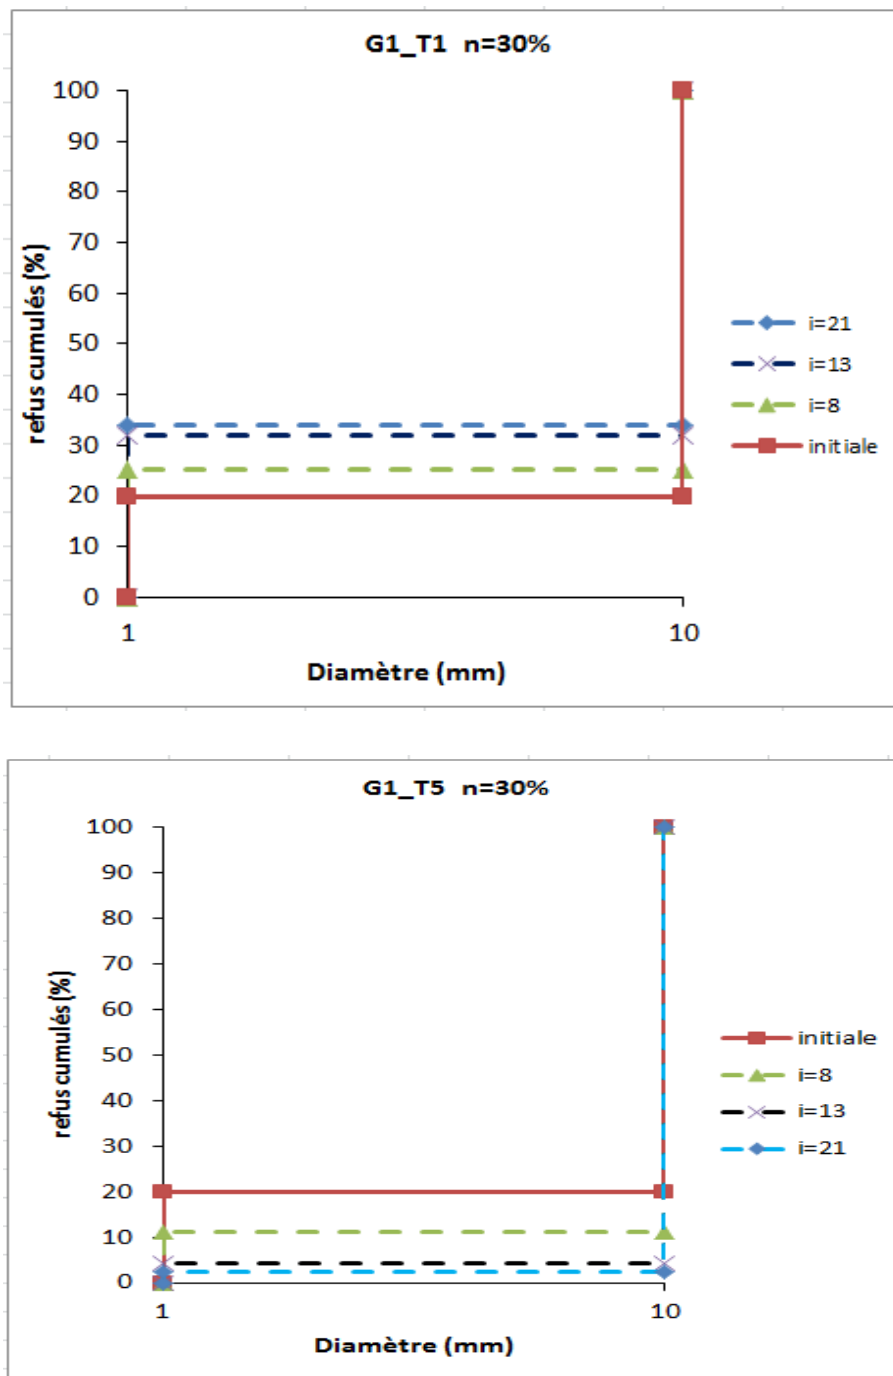 G1_T1 n=30%
refus cumulés (%)
100
90
80
70
60
50
40
30
20
10
0
1
10
Diamètre (mm)
i=21
i=13
i=8
initiale
G1_T5 n=30%
refus cumulés (%)
100
90
80
70
60
50
40
30
20
10
0
1
10
Diamètre (mm)
initiale
i=8
i=13
i=21